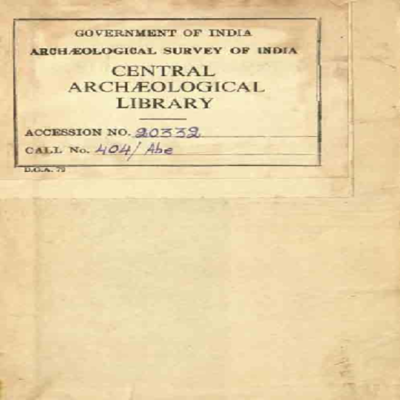 GOVERNMENT OF INDIA
ARCHÆOLOGICAL SURVEY OF INDIA
CENTRAL
ARCHÆOLOGICAL
LIBRARY
ACCESSION NO. 20332
CALL No. 404/Abe
D.G.A. 79